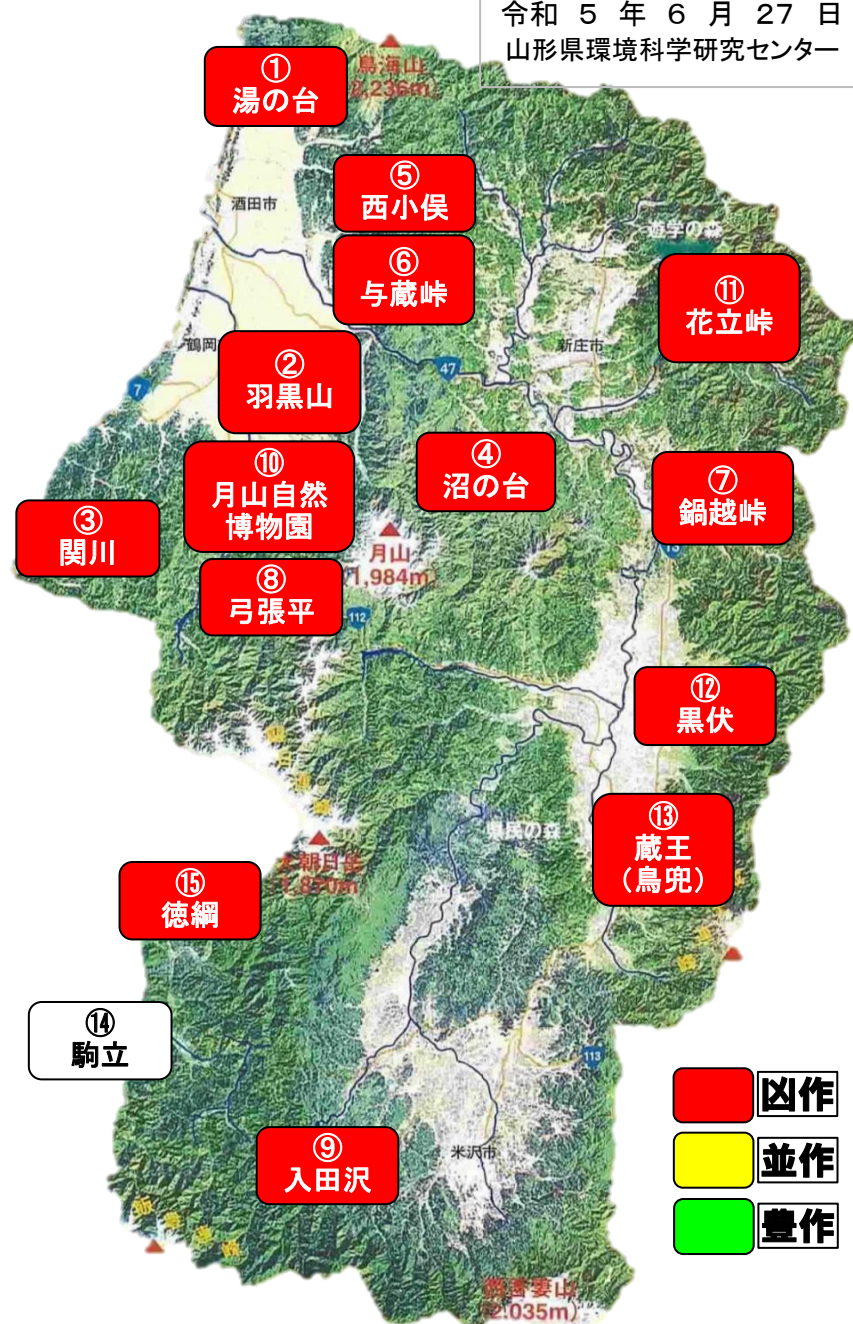 令和 5 年 6 月 27 日
山形県環境科学研究センター
①
湯の台
鳥海山
2,236m)
⑤
西小俣
酒田市
遊学の森
⑥
与蔵峠
⑪
花立峠
鶴岡
新庄市
②
羽黒山
47
7
④
沼の台
⑩
月山自然
博物園
⑦
鍋越峠
③
関川
月山
1,984m)
13
⑧
弓張平
112
⑫
黒伏
県民の森
⑬
蔵王
(鳥兜)
朝日岳
1,870m)
⑮
徳網
⑭
駒立
113
凶作
⑨
入田沢
米沢市
並作
豊作
西吾妻山
2.035m)